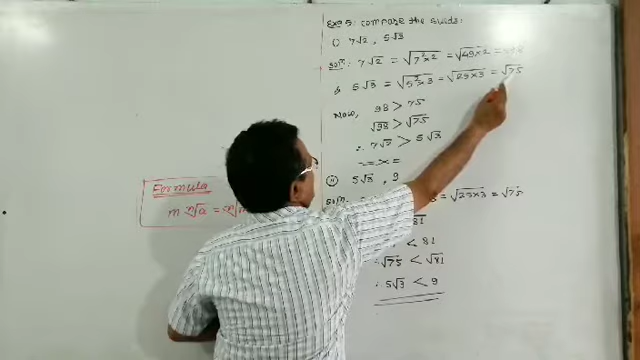 Exa 5: compare the surds:
i) 7√2 , 5√3
Solⁿ: 7√2 = √7²×2 = √49×2 = √98
& 5√3 = √5²×3 = √25×3 = √75
Now, 98 > 75
√98 > √75
∴ 7√2 > 5√3
= = x =
ii) 5√3 , 9
Solⁿ. = √25×3 = √75
81
< 81
√75 < √81
∴ 5√3 < 9
Formula
m ⁿ√a =